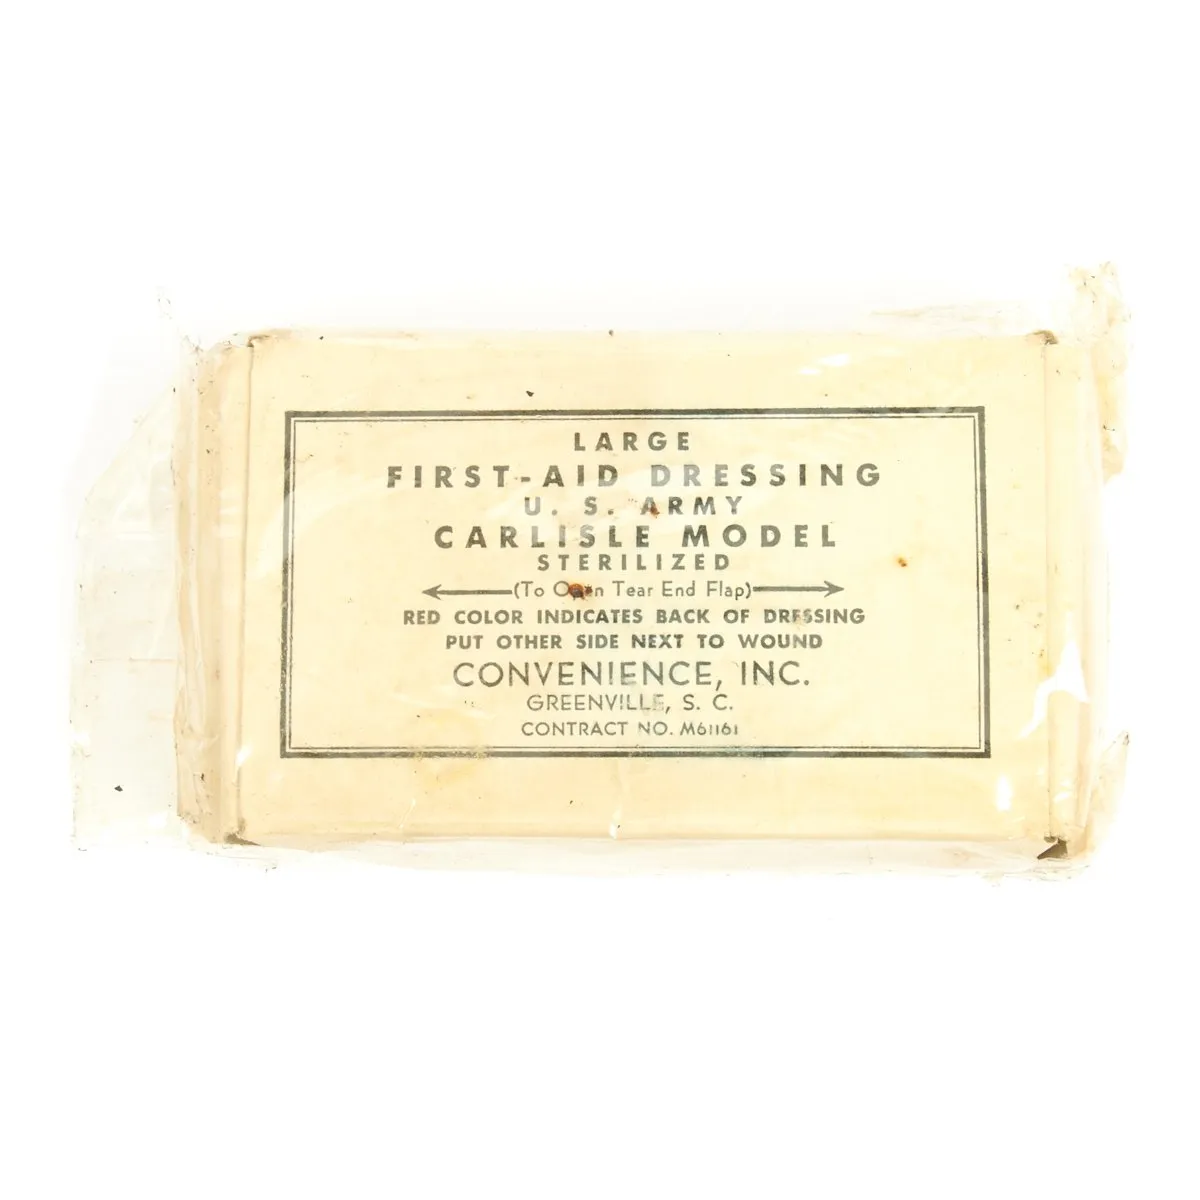 LARGE
FIRST-AID DRESSING
U. S. ARMY
CARLISLE MODEL
STERILIZED
(To Open Tear End Flap)
RED COLOR INDICATES BACK OF DRESSING
PUT OTHER SIDE NEXT TO WOUND
CONVENIENCE, INC.
GREENVILLE, S. C.
CONTRACT NO. M61161